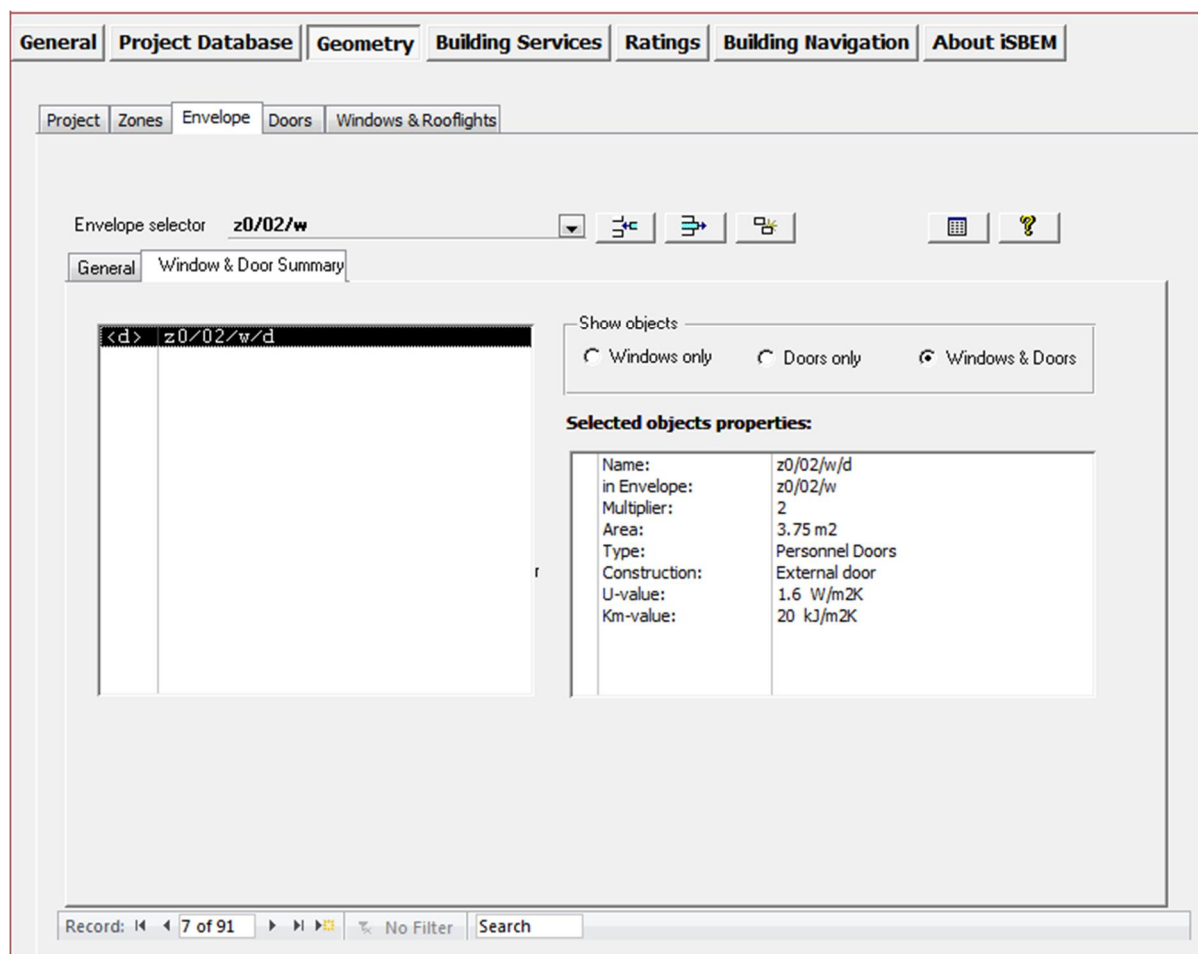 General Project Database Geometry Building Services Ratings Building Navigation About iSBEM
Project Zones Envelope Doors Windows & Rooflights
Envelope selector z0/02/w
General Window & Door Summary
<d> z0/02/w/d
Show objects
Windows only Doors only Windows & Doors
Selected objects properties:
Name: z0/02/w/d
in Envelope: z0/02/w
Multiplier: 2
Area: 3.75 m2
Type: Personnel Doors
r Construction: External door
U-value: 1.6 W/m2K
Km-value: 20 kJ/m2K
Record: 7 of 91 No Filter Search